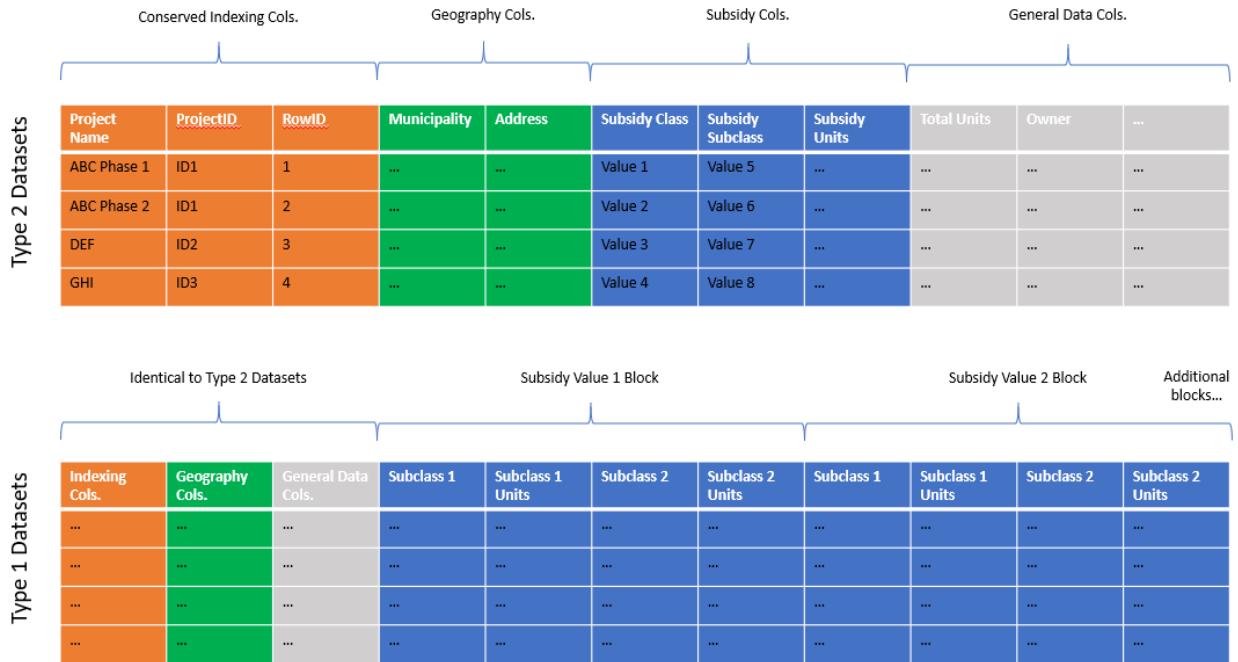 Conserved Indexing Cols. Geography Cols. Subsidy Cols. General Data Cols.
Type 2 Datasets
Project Name ProjectID RowID Municipality Address Subsidy Class Subsidy Subclass Subsidy Units Total Units Owner ...
ABC Phase 1 ID1 1 ... ... Value 1 Value 5 ... ... ... ...
ABC Phase 2 ID1 2 ... ... Value 2 Value 6 ... ... ... ...
DEF ID2 3 ... ... Value 3 Value 7 ... ... ... ...
GHI ID3 4 ... ... Value 4 Value 8 ... ... ... ...
Identical to Type 2 Datasets Subsidy Value 1 Block Subsidy Value 2 Block Additional blocks...
Type 1 Datasets
Indexing Cols. Geography Cols. General Data Cols. Subclass 1 Subclass 1 Units Subclass 2 Subclass 2 Units Subclass 1 Subclass 1 Units Subclass 2 Subclass 2 Units
... ... ... ... ... ... ... ... ... ... ...
... ... ... ... ... ... ... ... ... ... ...
... ... ... ... ... ... ... ... ... ... ...
... ... ... ... ... ... ... ... ... ... ...